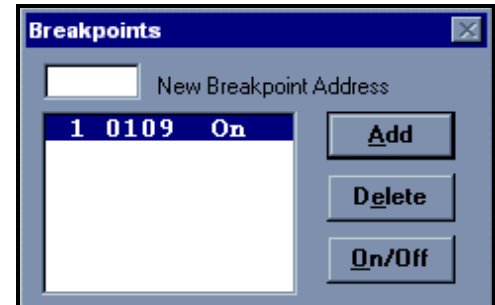 Breakpoints
New Breakpoint Address
1 0109 On
Add
Delete
On/Off